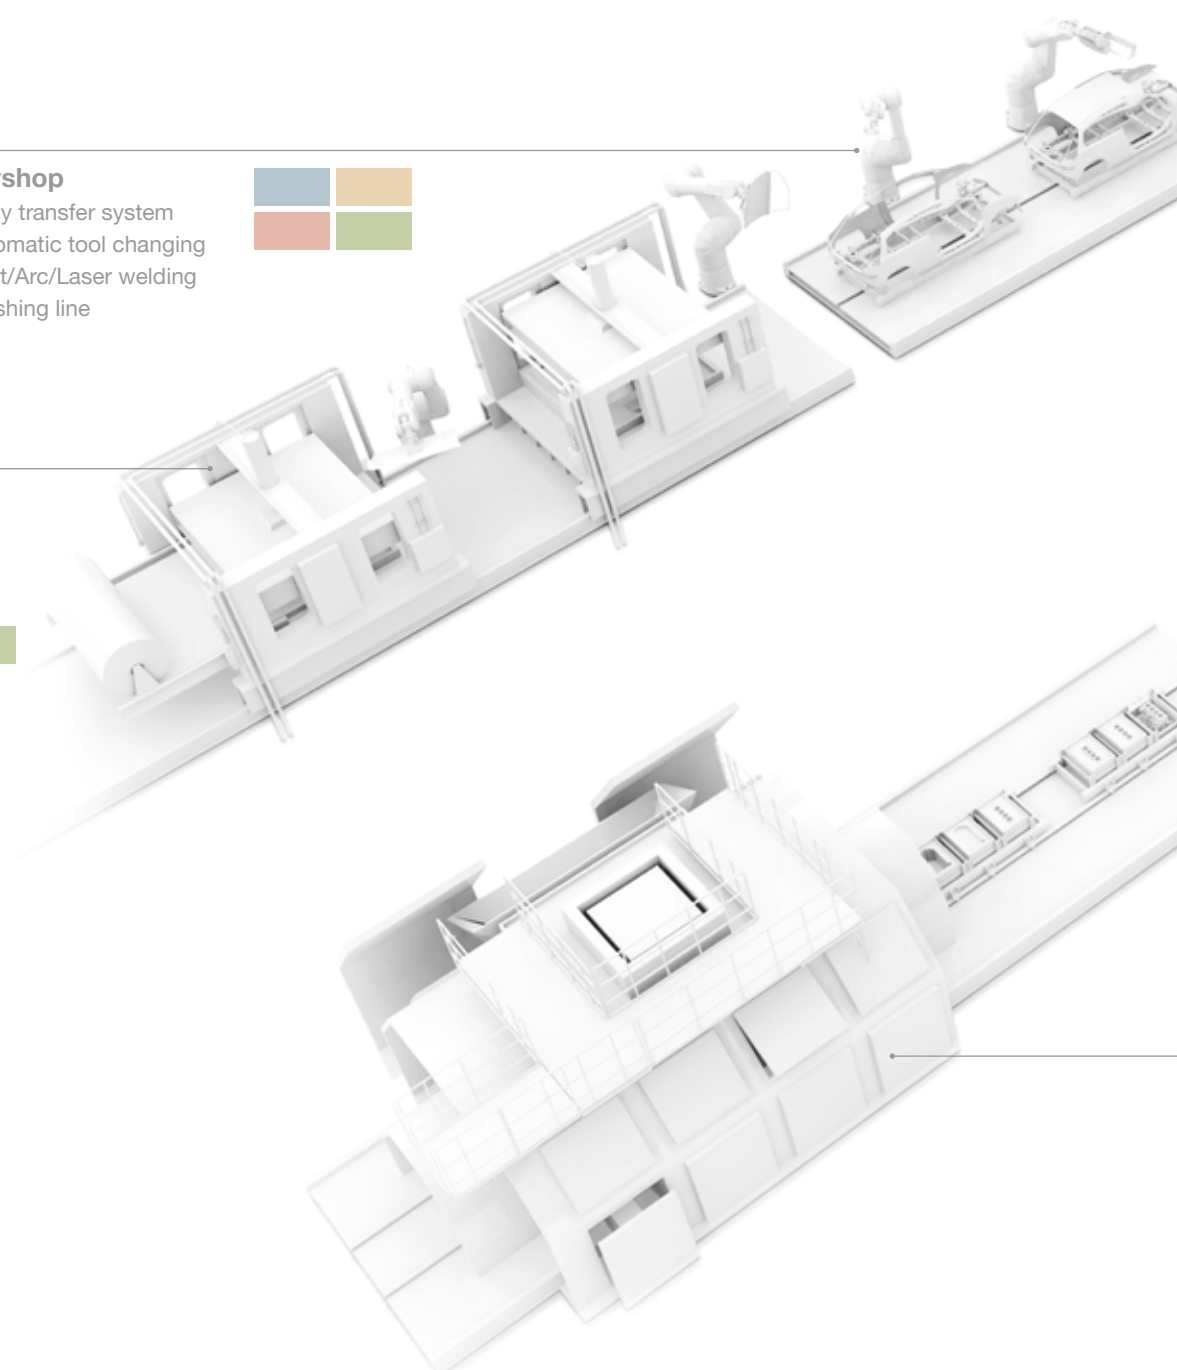 shop
y transfer system
omatic tool changing
t/Arc/Laser welding
shing line